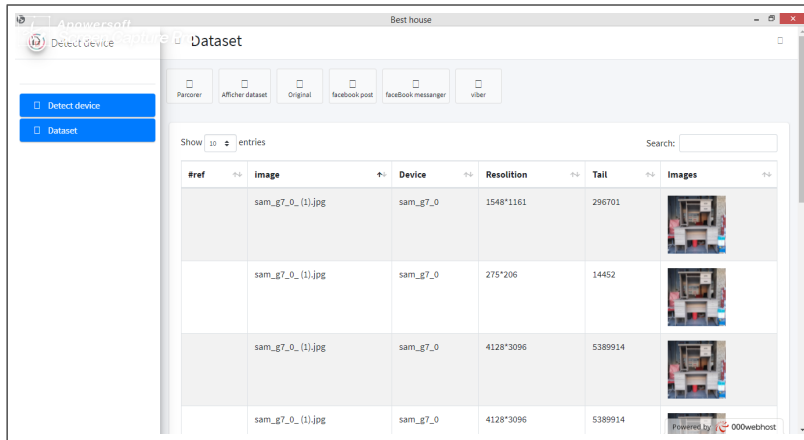 Best house
Apowersoft
Detect device
Dataset
Parcorer
Afficher dataset
Original
facebook post
faceBook messanger
viber
Detect device
Dataset
Show 10 entries
Search:
#ref image Device Resolition Tail Images
sam_g7_0_ (1).jpg sam_g7_0 1548*1161 296701
sam_g7_0_ (1).jpg sam_g7_0 275*206 14452
sam_g7_0_ (1).jpg sam_g7_0 4128*3096 5389914
sam_g7_0_ (1).jpg sam_g7_0 4128*3096 5389914
Powered by 000webhost